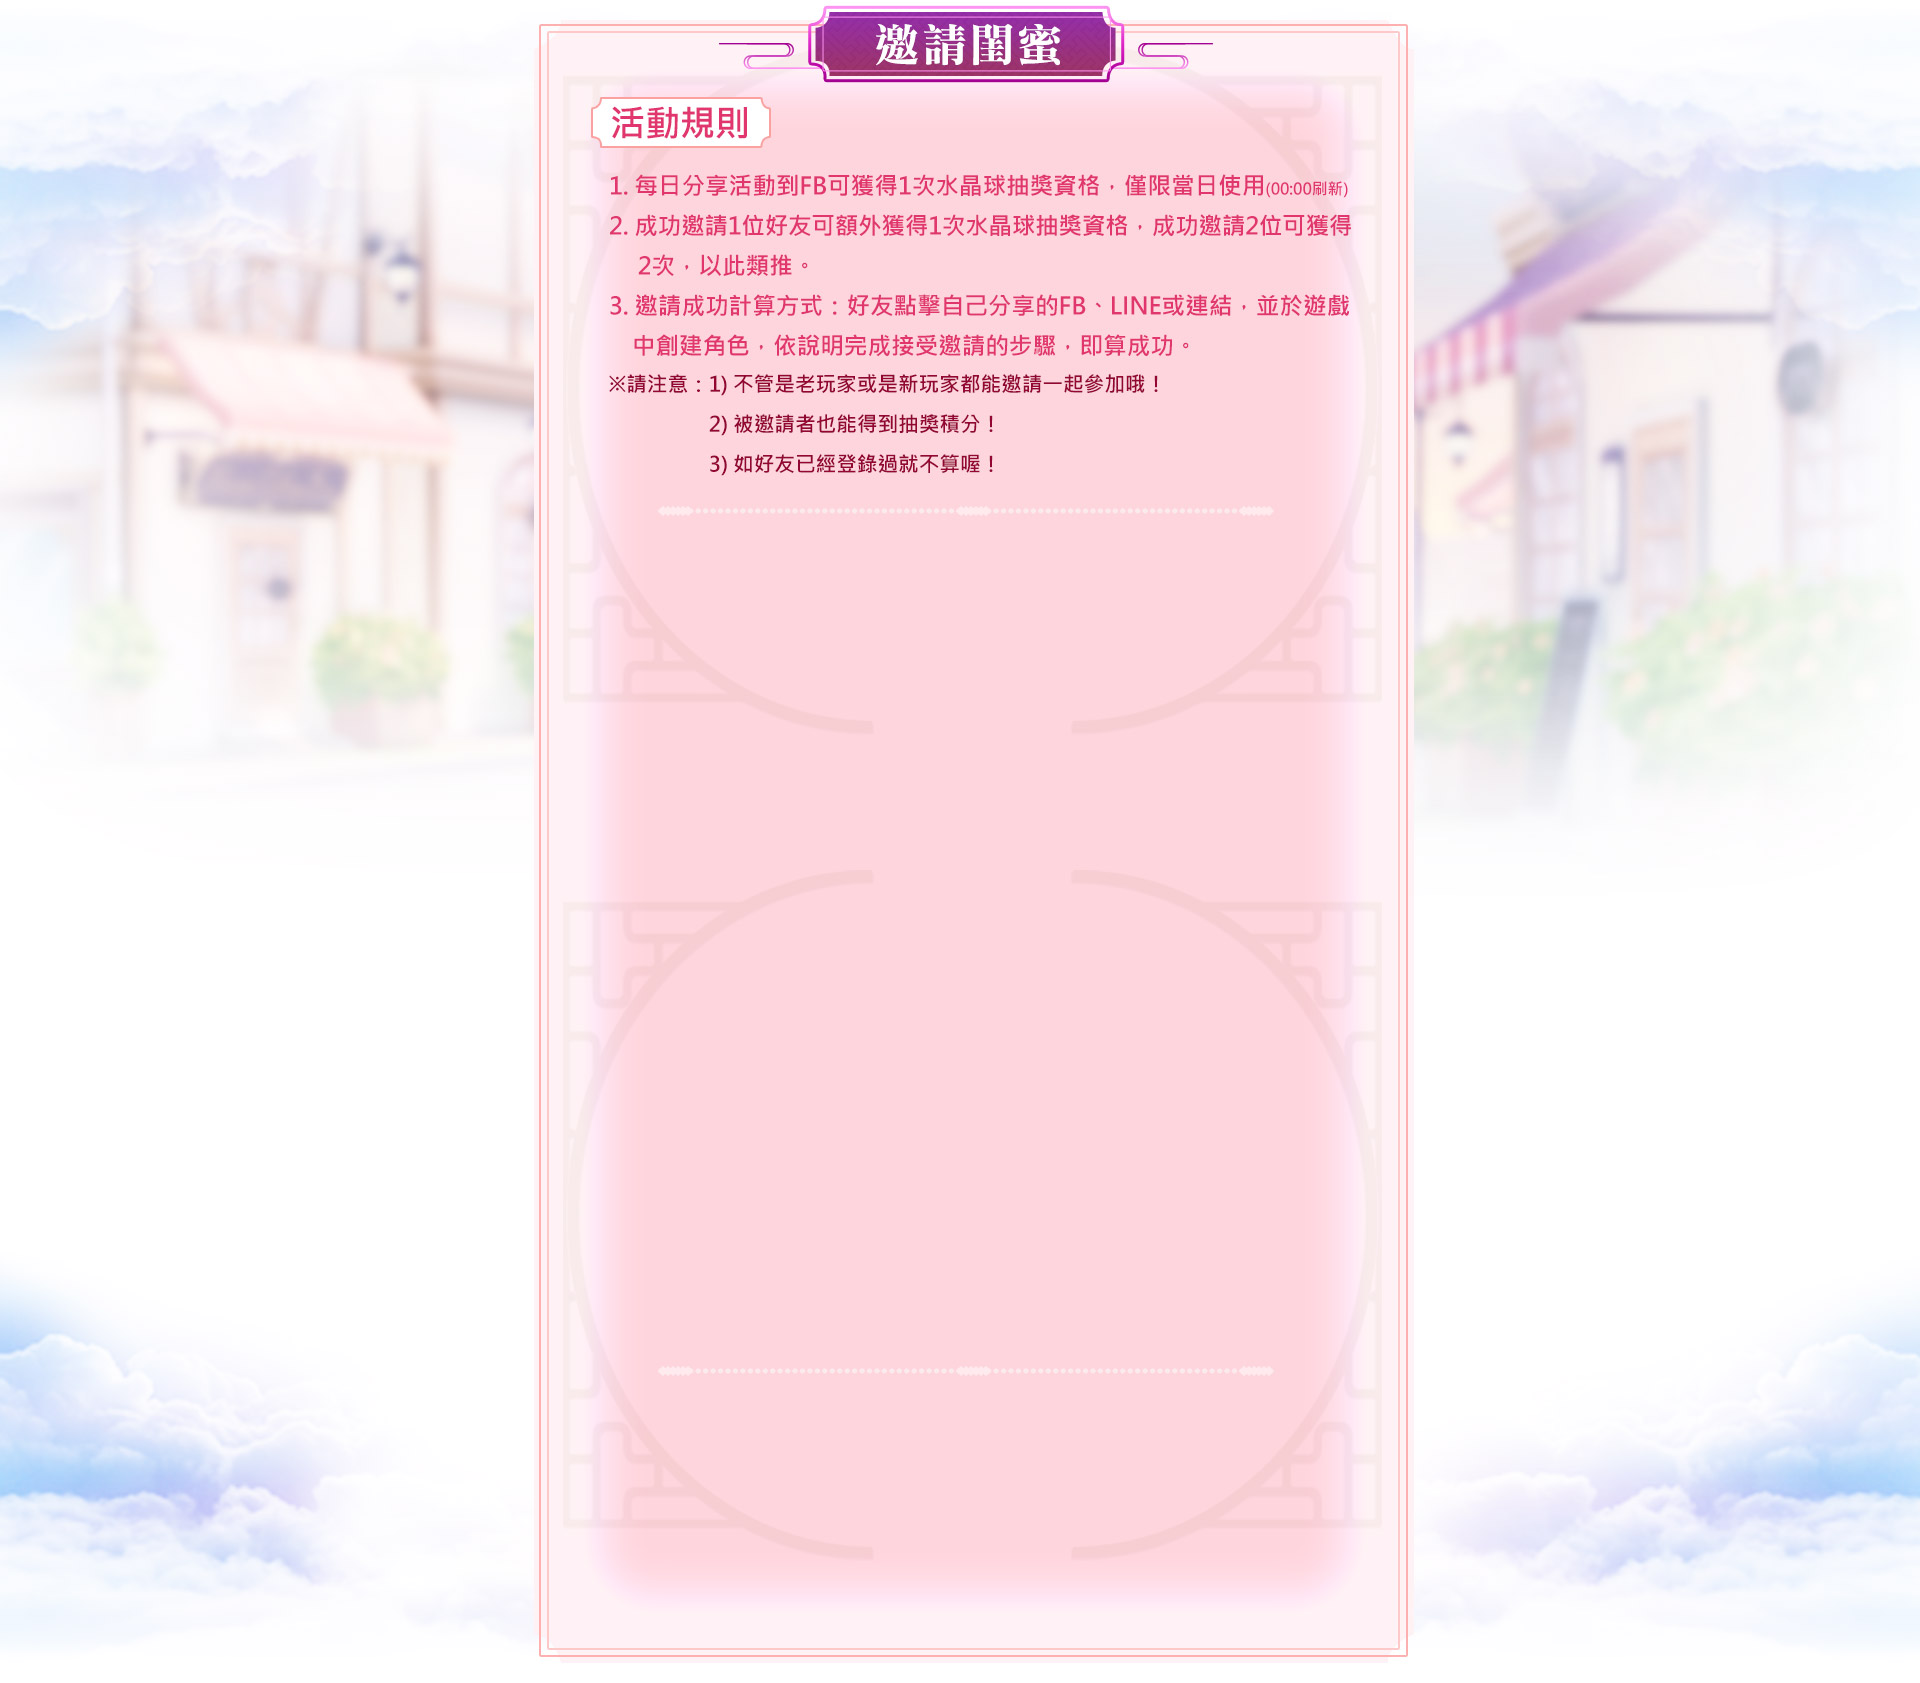 邀請閨蜜
活動規則
1. 每日分享活動到FB可獲得1次水晶球抽獎資格，僅限當日使用(00:00刷新)
2. 成功邀請1位好友可額外獲得1次水晶球抽獎資格，成功邀請2位可獲得
2次，以此類推。
3. 邀請成功計算方式：好友點擊自己分享的FB、LINE或連結，並於遊戲
中創建角色，依說明完成接受邀請的步驟，即算成功。
※請注意：1) 不管是老玩家或是新玩家都能邀請一起參加哦！
2) 被邀請者也能得到抽獎積分！
3) 如好友已經登錄過就不算喔！